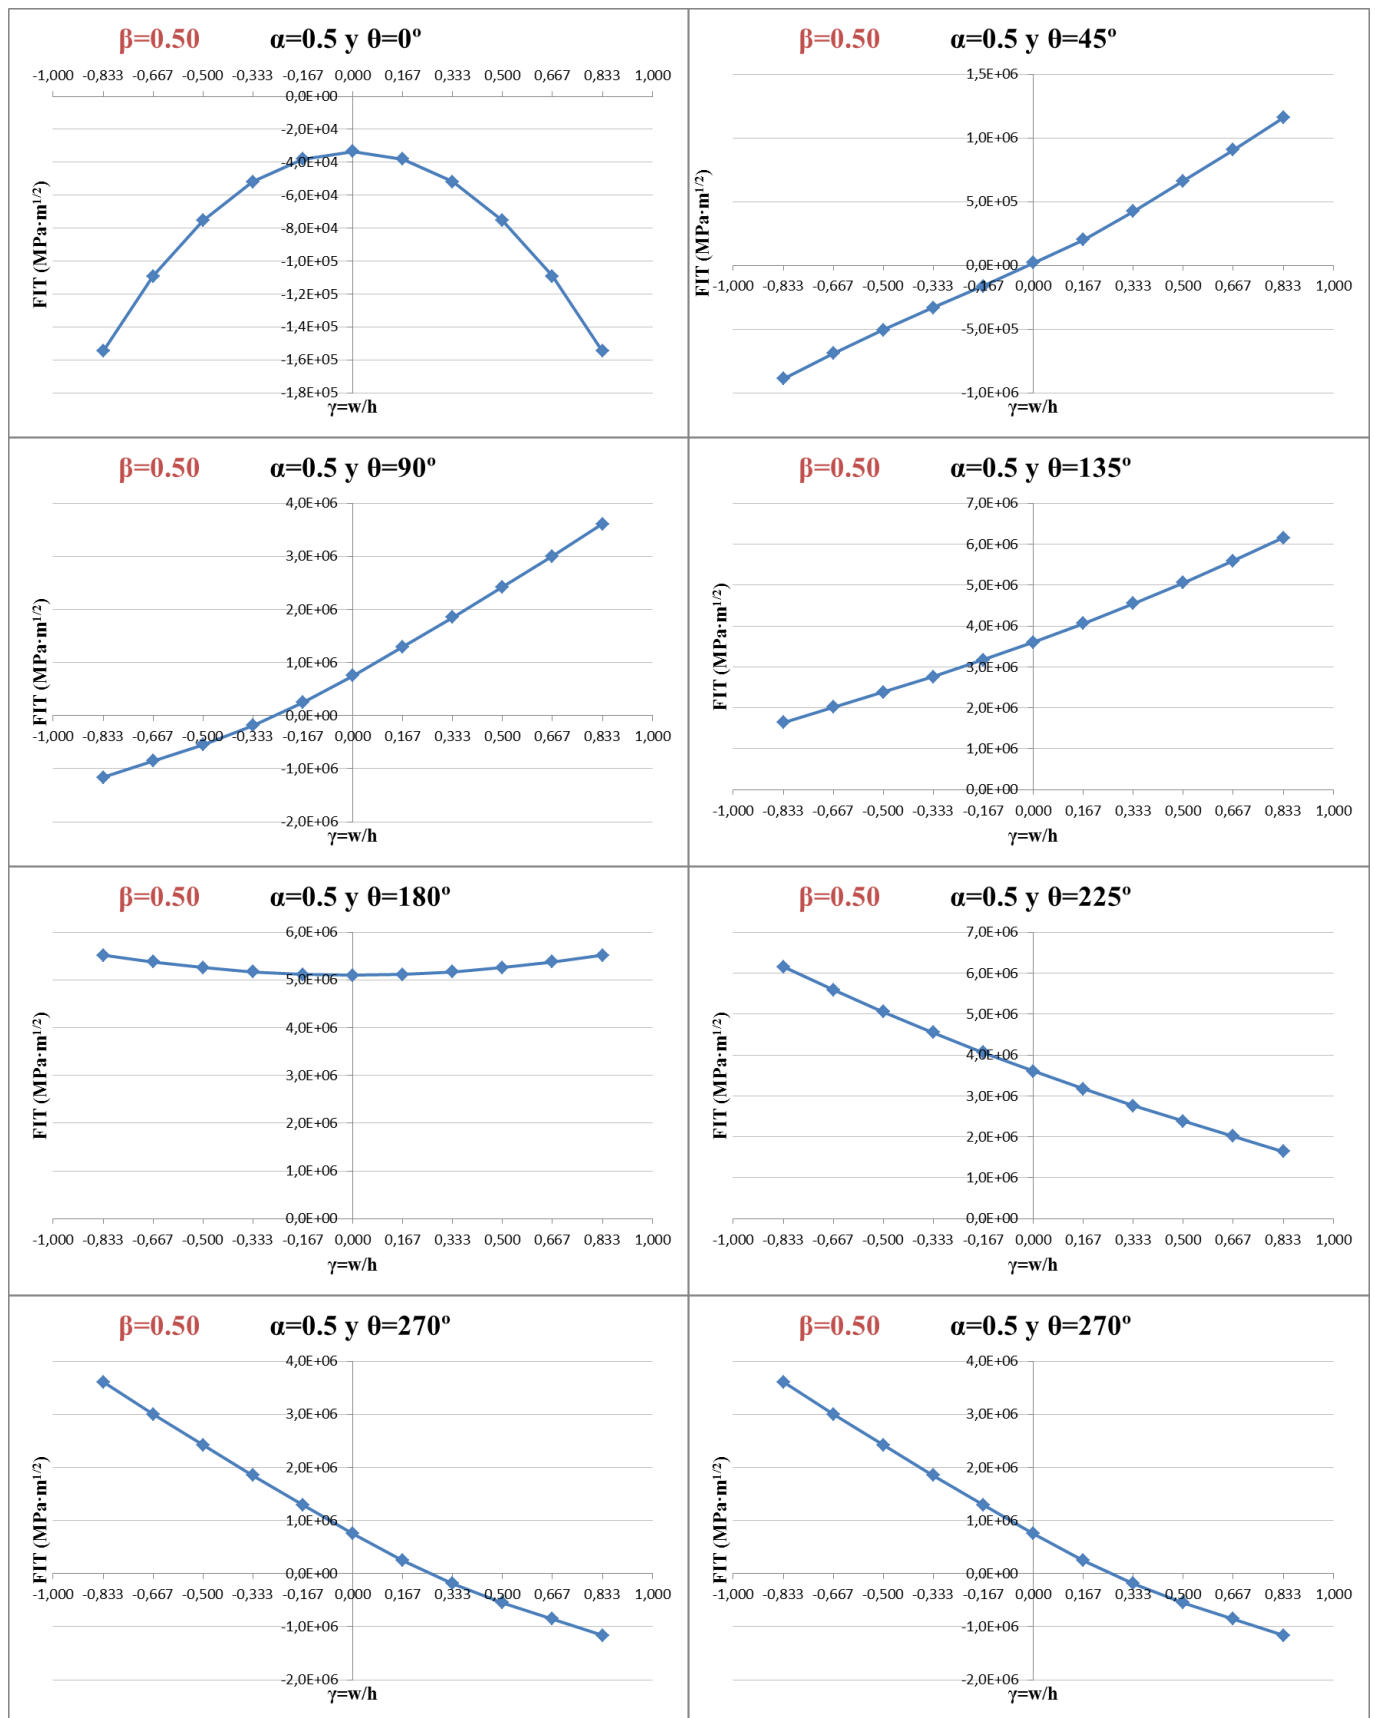 β=0.50 α=0.5 y θ=0º
-1,000 -0,833 -0,667 -0,500 -0,333 -0,167 0,000 0,167 0,333 0,500 0,667 0,833 1,000
0,0E+00
-2,0E+04
-4,0E+04
-6,0E+04
-8,0E+04
-1,0E+05
-1,2E+05
-1,4E+05
-1,6E+05
-1,8E+05
FIT (MPa·m1/2)
γ=w/h
β=0.50 α=0.5 y θ=45º
1,5E+06
1,0E+06
5,0E+05
0,0E+00
-1,000 -0,833 -0,667 -0,500 -0,333 -0,167 0,000 0,167 0,333 0,500 0,667 0,833 1,000
-5,0E+05
-1,0E+06
FIT (MPa·m1/2)
γ=w/h
β=0.50 α=0.5 y θ=90º
4,0E+06
3,0E+06
2,0E+06
1,0E+06
0,0E+00
-1,000 -0,833 -0,667 -0,500 -0,333 -0,167 0,000 0,167 0,333 0,500 0,667 0,833 1,000
-1,0E+06
-2,0E+06
FIT (MPa·m1/2)
γ=w/h
β=0.50 α=0.5 y θ=135º
7,0E+06
6,0E+06
5,0E+06
4,0E+06
3,0E+06
2,0E+06
1,0E+06
0,0E+00
-1,000 -0,833 -0,667 -0,500 -0,333 -0,167 0,000 0,167 0,333 0,500 0,667 0,833 1,000
FIT (MPa·m1/2)
γ=w/h
β=0.50 α=0.5 y θ=180º
6,0E+06
5,0E+06
4,0E+06
3,0E+06
2,0E+06
1,0E+06
0,0E+00
-1,000 -0,833 -0,667 -0,500 -0,333 -0,167 0,000 0,167 0,333 0,500 0,667 0,833 1,000
FIT (MPa·m1/2)
γ=w/h
β=0.50 α=0.5 y θ=225º
7,0E+06
6,0E+06
5,0E+06
4,0E+06
3,0E+06
2,0E+06
1,0E+06
0,0E+00
-1,000 -0,833 -0,667 -0,500 -0,333 -0,167 0,000 0,167 0,333 0,500 0,667 0,833 1,000
FIT (MPa·m1/2)
γ=w/h
β=0.50 α=0.5 y θ=270º
4,0E+06
3,0E+06
2,0E+06
1,0E+06
0,0E+00
-1,000 -0,833 -0,667 -0,500 -0,333 -0,167 0,000 0,167 0,333 0,500 0,667 0,833 1,000
-1,0E+06
-2,0E+06
FIT (MPa·m1/2)
γ=w/h
β=0.50 α=0.5 y θ=270º
4,0E+06
3,0E+06
2,0E+06
1,0E+06
0,0E+00
-1,000 -0,833 -0,667 -0,500 -0,333 -0,167 0,000 0,167 0,333 0,500 0,667 0,833 1,000
-1,0E+06
-2,0E+06
FIT (MPa·m1/2)
γ=w/h